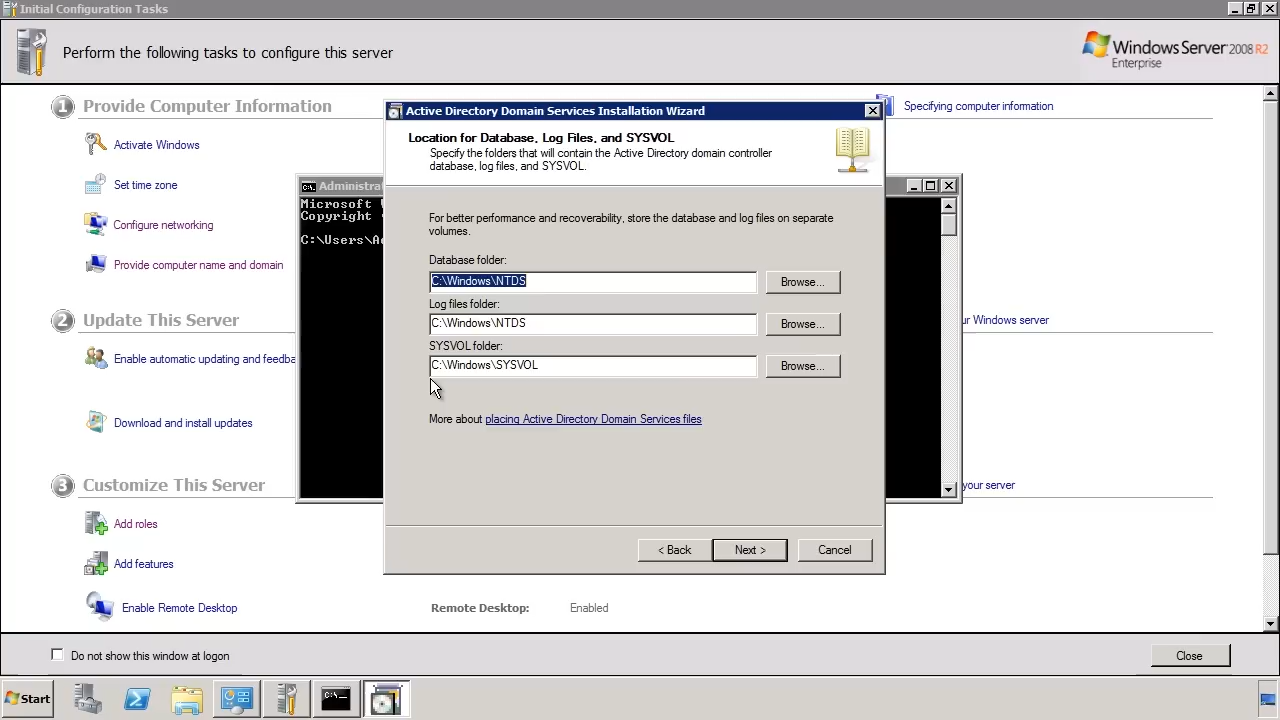 Initial Configuration Tasks
Perform the following tasks to configure this server
Windows Server 2008 R2
Enterprise
1 Provide Computer Information
Specifying computer information
Activate Windows
Set time zone
Configure networking
Provide computer name and domain
2 Update This Server
Windows server
Enable automatic updating and feedba
Download and install updates
3 Customize This Server
your server
Add roles
Add features
Enable Remote Desktop
Remote Desktop: Enabled
Administra
Microsoft
Copyright
C:\Users\Ad
Active Directory Domain Services Installation Wizard
Location for Database, Log Files, and SYSVOL
Specify the folders that will contain the Active Directory domain controller
database, log files, and SYSVOL.
For better performance and recoverability, store the database and log files on separate
volumes.
Database folder:
C:\Windows\NTDS Browse...
Log files folder:
C:\Windows\NTDS Browse...
SYSVOL folder:
C:\Windows\SYSVOL Browse...
More about placing Active Directory Domain Services files
< Back Next > Cancel
Do not show this window at logon
Close
Start